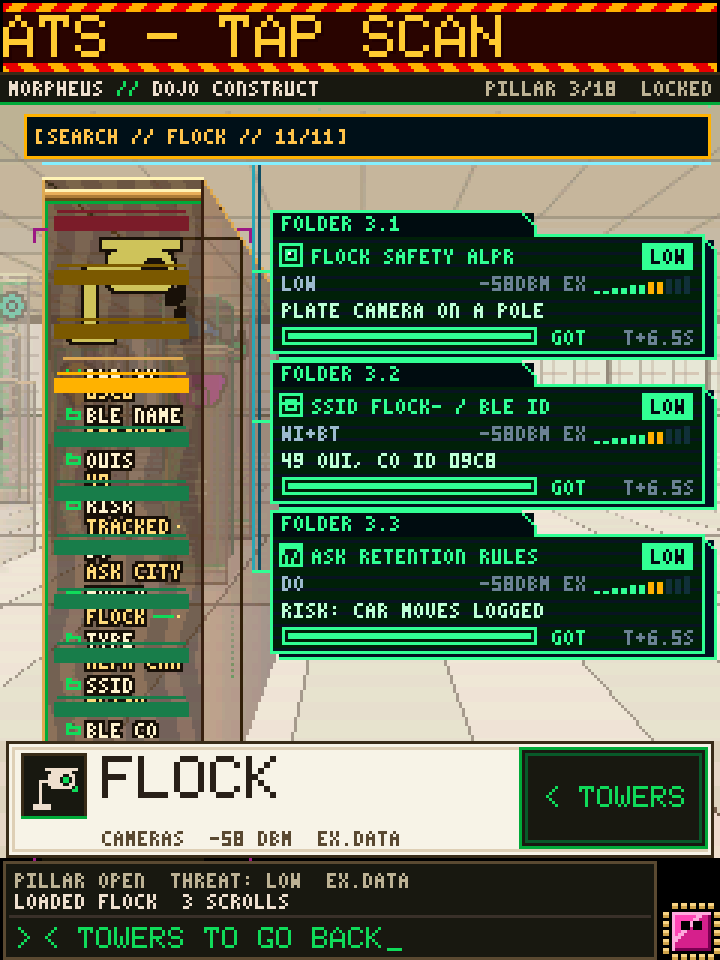 ATS - TAP SCAN
MORPHEUS // DOJO CONSTRUCT
PILLAR 3/18 LOCKED
[SEARCH // FLOCK // 11/11]
FOLDER 3.1
FLOCK SAFETY ALPR
LOW
LOW
-58DBM EX
PLATE CAMERA ON A POLE
GOT T+6.5S
FOLDER 3.2
SSID FLOCK- / BLE ID
LOW
WI+BT
-58DBM EX
49 OUI, CO ID 09C8
GOT T+6.5S
FOLDER 3.3
ASK RETENTION RULES
LOW
DO
-58DBM EX
RISK: CAR MOVES LOGGED
GOT T+6.5S
BLE NAME
OUIS
RISK
TRACKED
ASK CITY
FLOCK
TYPE
SSID
BLE CO
FLOCK
CAMERAS -58 DBM EX.DATA
< TOWERS
PILLAR OPEN THREAT: LOW EX.DATA
LOADED FLOCK 3 SCROLLS
> < TOWERS TO GO BACK_